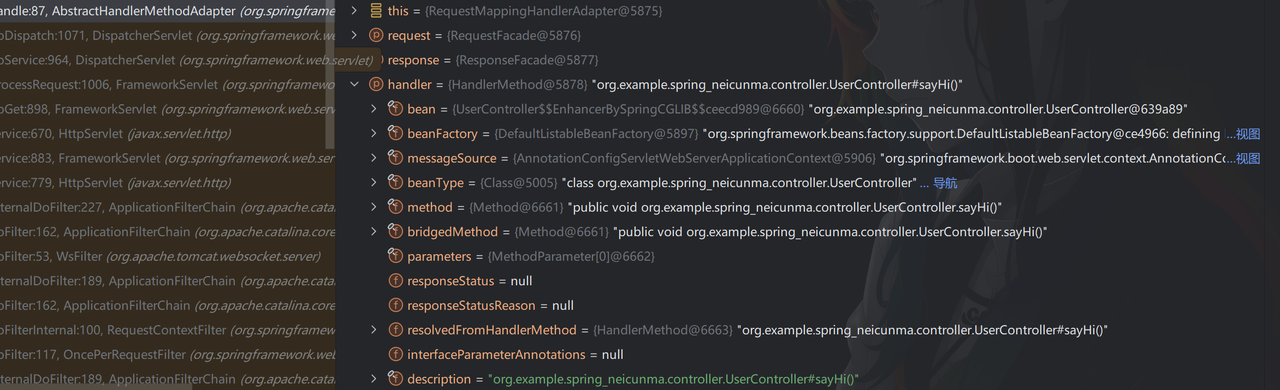 andle:87, AbstractHandlerMethodAdapter (org.springframe
oDispatch:1071, DispatcherServlet (org.springframework.we
oService:964, DispatcherServlet (org.springframework.web.servlet)
rocessRequest:1006, FrameworkServlet (org.springframewor
oGet:898, FrameworkServlet (org.springframework.web.serv
ervice:670, HttpServlet (javax.servlet.http)
ervice:883, FrameworkServlet (org.springframework.web.ser
ervice:779, HttpServlet (javax.servlet.http)
ternalDoFilter:227, ApplicationFilterChain (org.apache.catal
oFilter:162, ApplicationFilterChain (org.apache.catalina.core
oFilter:53, WsFilter (org.apache.tomcat.websocket.server)
ternalDoFilter:189, ApplicationFilterChain (org.apache.catal
oFilter:162, ApplicationFilterChain (org.apache.catalina.core
oFilterInternal:100, RequestContextFilter (org.springframew
oFilter:117, OncePerRequestFilter (org.springframework.web
ternalDoFilter:189, ApplicationFilterChain (org.apache.catal
this = {RequestMappingHandlerAdapter@5875}
p request = {RequestFacade@5876}
response = {ResponseFacade@5877}
p handler = {HandlerMethod@5878} "org.example.spring_neicunma.controller.UserController#sayHi()"
f bean = {UserController$$EnhancerBySpringCGLIB$$ceecd989@6660} "org.example.spring_neicunma.controller.UserController@639a89"
f beanFactory = {DefaultListableBeanFactory@5897} "org.springframework.beans.factory.support.DefaultListableBeanFactory@ce4966: defining ...视图
f messageSource = {AnnotationConfigServletWebServerApplicationContext@5906} "org.springframework.boot.web.servlet.context.AnnotationCo...视图
f beanType = {Class@5005} "class org.example.spring_neicunma.controller.UserController" ... 导航
f method = {Method@6661} "public void org.example.spring_neicunma.controller.UserController.sayHi()"
f bridgedMethod = {Method@6661} "public void org.example.spring_neicunma.controller.UserController.sayHi()"
f parameters = {MethodParameter[0]@6662}
f responseStatus = null
f responseStatusReason = null
f resolvedFromHandlerMethod = {HandlerMethod@6663} "org.example.spring_neicunma.controller.UserController#sayHi()"
f interfaceParameterAnnotations = null
f description = "org.example.spring_neicunma.controller.UserController#sayHi()"